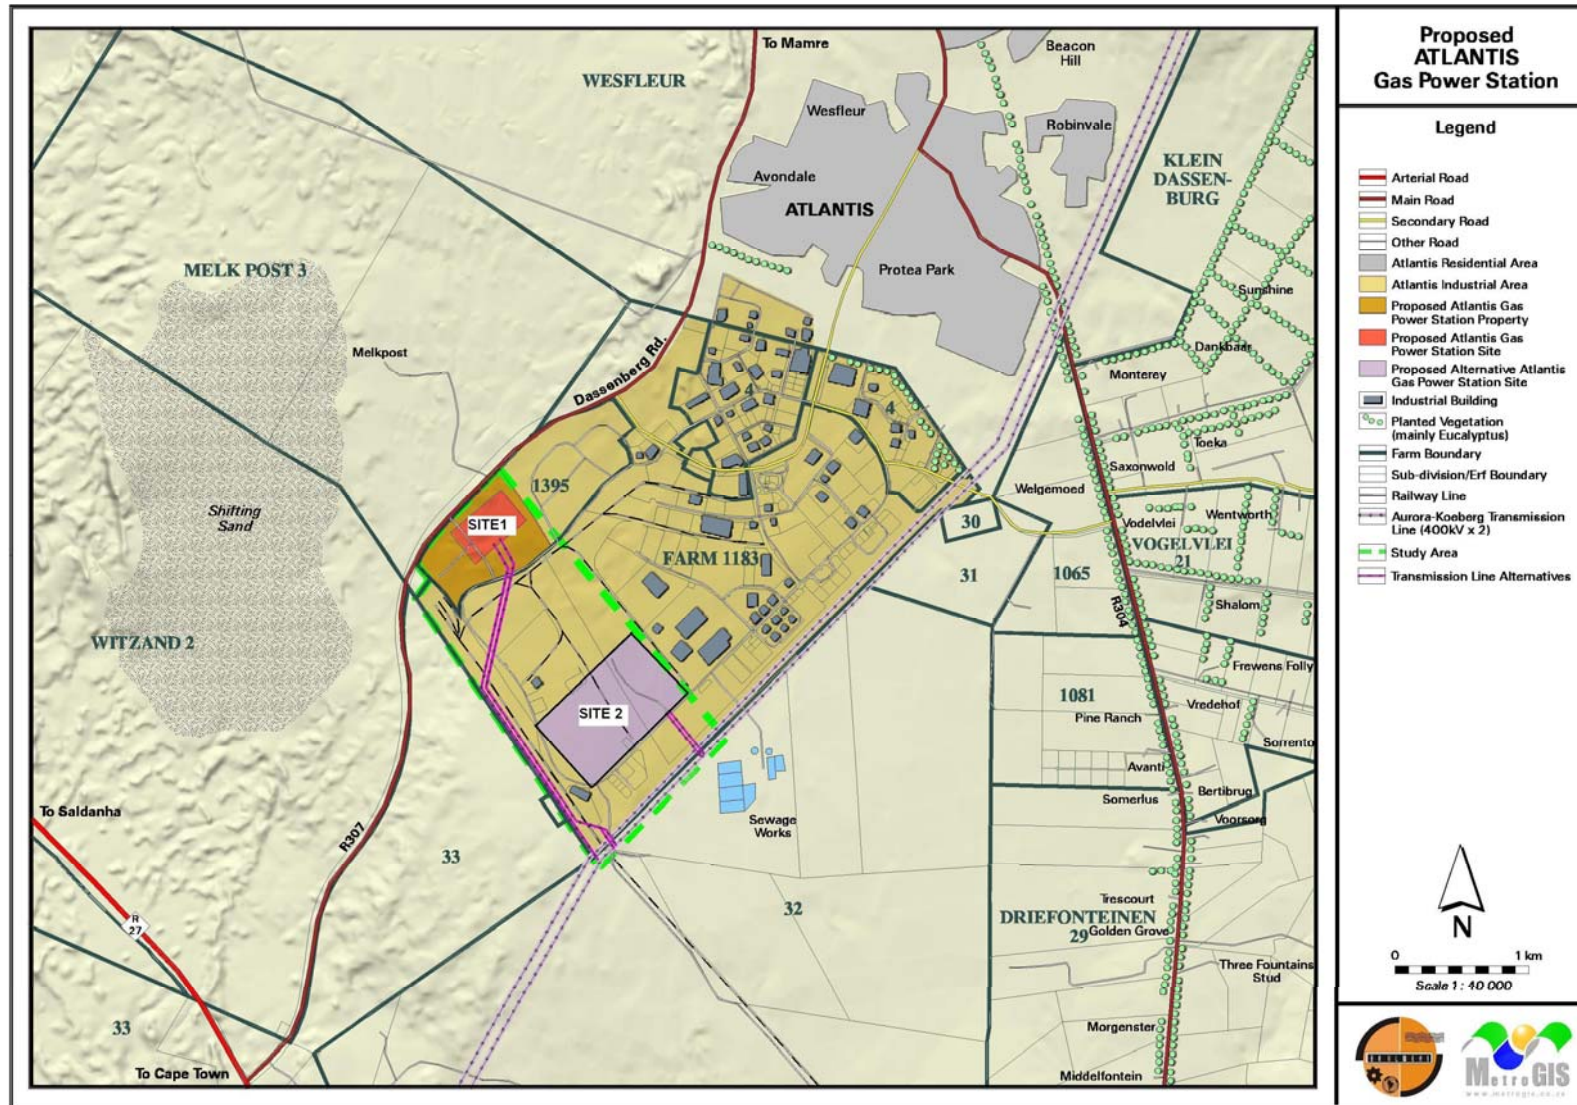 Proposed
ATLANTIS
Gas Power Station
Legend
Arterial Road
Main Road
Secondary Road
Other Road
Atlantis Residential Area
Atlantis Industrial Area
Proposed Atlantis Gas
Power Station Property
Proposed Atlantis Gas
Power Station Site
Proposed Alternative Atlantis
Gas Power Station Site
Industrial Building
Planted Vegetation
(mainly Eucalyptus)
Farm Boundary
Sub-division/Erf Boundary
Railway Line
Aurora-Koeberg Transmission
Line (400kV x 2)
Study Area
Transmission Line Alternatives
N
0 1 km
Scale 1 : 40 000
MetroGIS
www.metrogis.co.za
To Mamre
Beacon
Hill
WESFLEUR
Wesfleur
Robinvale
KLEIN
DASSEN-
BURG
Avondale
ATLANTIS
Protea Park
MELK POST 3
Sunshine
Melkpost
Dassenberg Rd.
Dankbaar
Monterey
4
4
Toeka
Saxonwold
1395
Welgemoed
Shifting
Sand
SITE1
30
Vodelvlei
Wentworth
VOGELVLEI
21
FARM 1183
31
1065
R304
Shalom
WITZAND 2
Frewens Folly
1081
SITE 2
Pine Ranch
Vredehof
Sorrento
Avanti
Bertibrug
Somerlus
Voorsorg
To Saldanha
Sewage
Works
R307
33
Trescourt
32
DRIEFONTEINEN
29
Golden Grove
R
27
Three Fountains
Stud
33
Morgenster
To Cape Town
Middelfontein